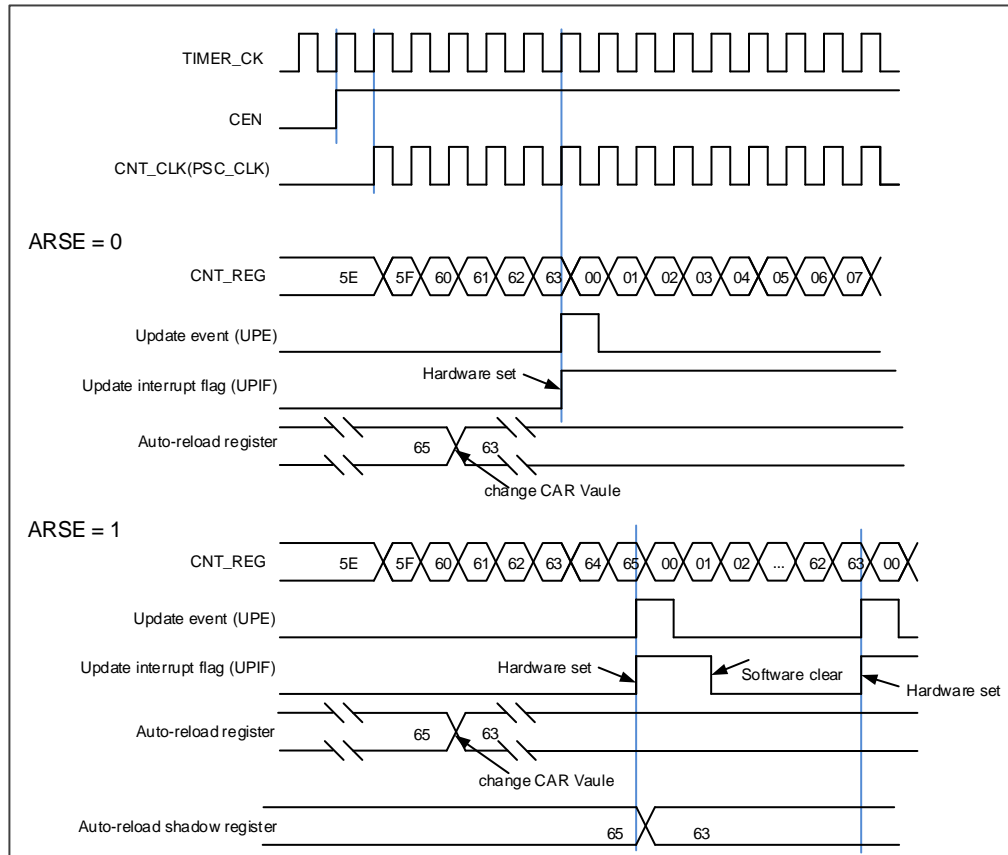 TIMER_CK
CEN
CNT_CLK(PSC_CLK)
ARSE = 0
CNT_REG 5E 5F 60 61 62 63 00 01 02 03 04 05 06 07
Update event (UPE)
Hardware set
Update interrupt flag (UPIF)
Auto-reload register 65 63
change CAR Vaule
ARSE = 1
CNT_REG 5E 5F 60 61 62 63 64 65 00 01 02 ... 62 63 00
Update event (UPE)
Update interrupt flag (UPIF) Hardware set Software clear
Hardware set
Auto-reload register 65 63
change CAR Vaule
Auto-reload shadow register 65 63